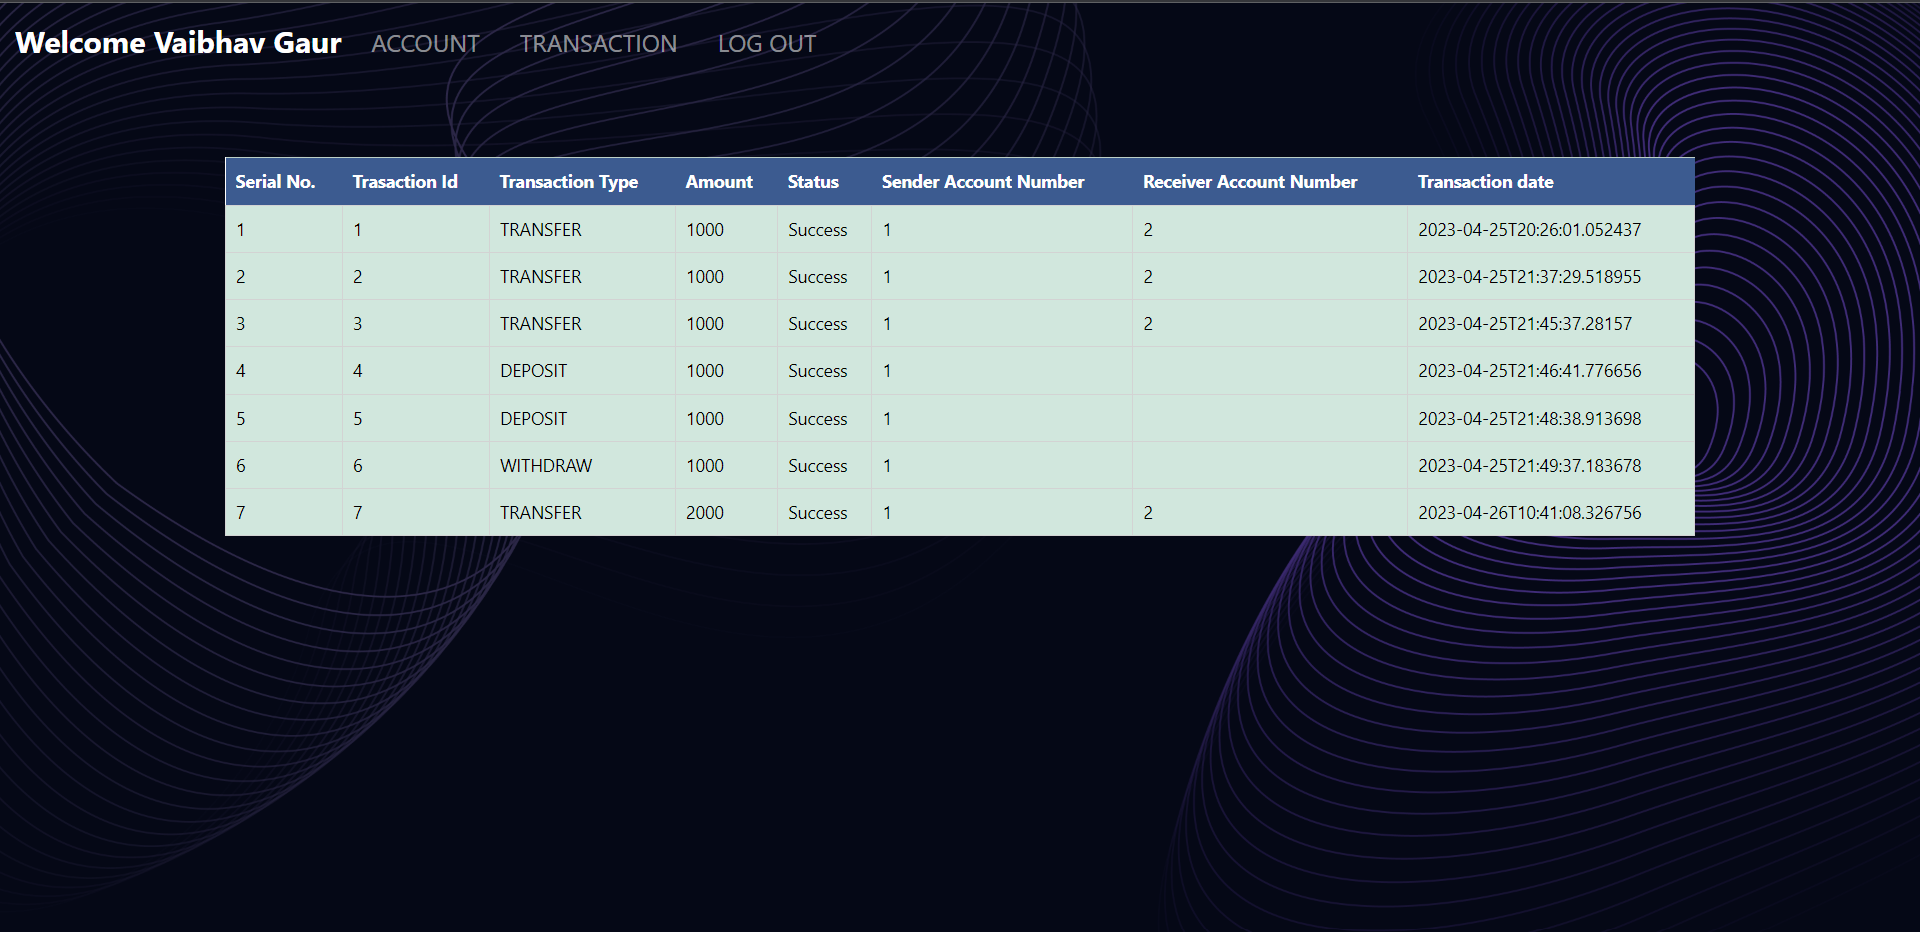 Welcome Vaibhav Gaur ACCOUNT TRANSACTION LOG OUT
Serial No. Trasaction Id Transaction Type Amount Status Sender Account Number Receiver Account Number Transaction date
1 1 TRANSFER 1000 Success 1 2 2023-04-25T20:26:01.052437
2 2 TRANSFER 1000 Success 1 2 2023-04-25T21:37:29.518955
3 3 TRANSFER 1000 Success 1 2 2023-04-25T21:45:37.28157
4 4 DEPOSIT 1000 Success 1 2023-04-25T21:46:41.776656
5 5 DEPOSIT 1000 Success 1 2023-04-25T21:48:38.913698
6 6 WITHDRAW 1000 Success 1 2023-04-25T21:49:37.183678
7 7 TRANSFER 2000 Success 1 2 2023-04-26T10:41:08.326756